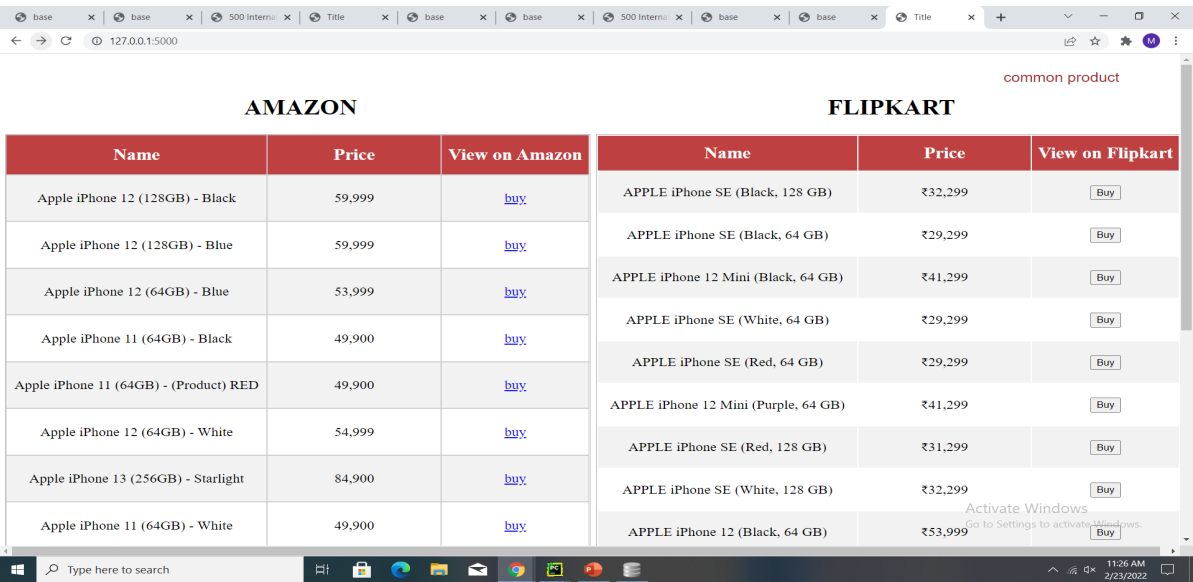 base base 500 Interna Title base base 500 Interna base base Title
127.0.0.1:5000 M
common product
AMAZON
Name Price View on Amazon
Apple iPhone 12 (128GB) - Black 59,999 buy
Apple iPhone 12 (128GB) - Blue 59,999 buy
Apple iPhone 12 (64GB) - Blue 53,999 buy
Apple iPhone 11 (64GB) - Black 49,900 buy
Apple iPhone 11 (64GB) - (Product) RED 49,900 buy
Apple iPhone 12 (64GB) - White 54,999 buy
Apple iPhone 13 (256GB) - Starlight 84,900 buy
Apple iPhone 11 (64GB) - White 49,900 buy
FLIPKART
Name Price View on Flipkart
APPLE iPhone SE (Black, 128 GB) ₹32,299 Buy
APPLE iPhone SE (Black, 64 GB) ₹29,299 Buy
APPLE iPhone 12 Mini (Black, 64 GB) ₹41,299 Buy
APPLE iPhone SE (White, 64 GB) ₹29,299 Buy
APPLE iPhone SE (Red, 64 GB) ₹29,299 Buy
APPLE iPhone 12 Mini (Purple, 64 GB) ₹41,299 Buy
APPLE iPhone SE (Red, 128 GB) ₹31,299 Buy
APPLE iPhone SE (White, 128 GB) ₹32,299 Buy
APPLE iPhone 12 (Black, 64 GB) ₹53,999 Buy
Activate Windows
Go to Settings to activate Windows.
Type here to search
PC P
11:26 AM
2/23/2022